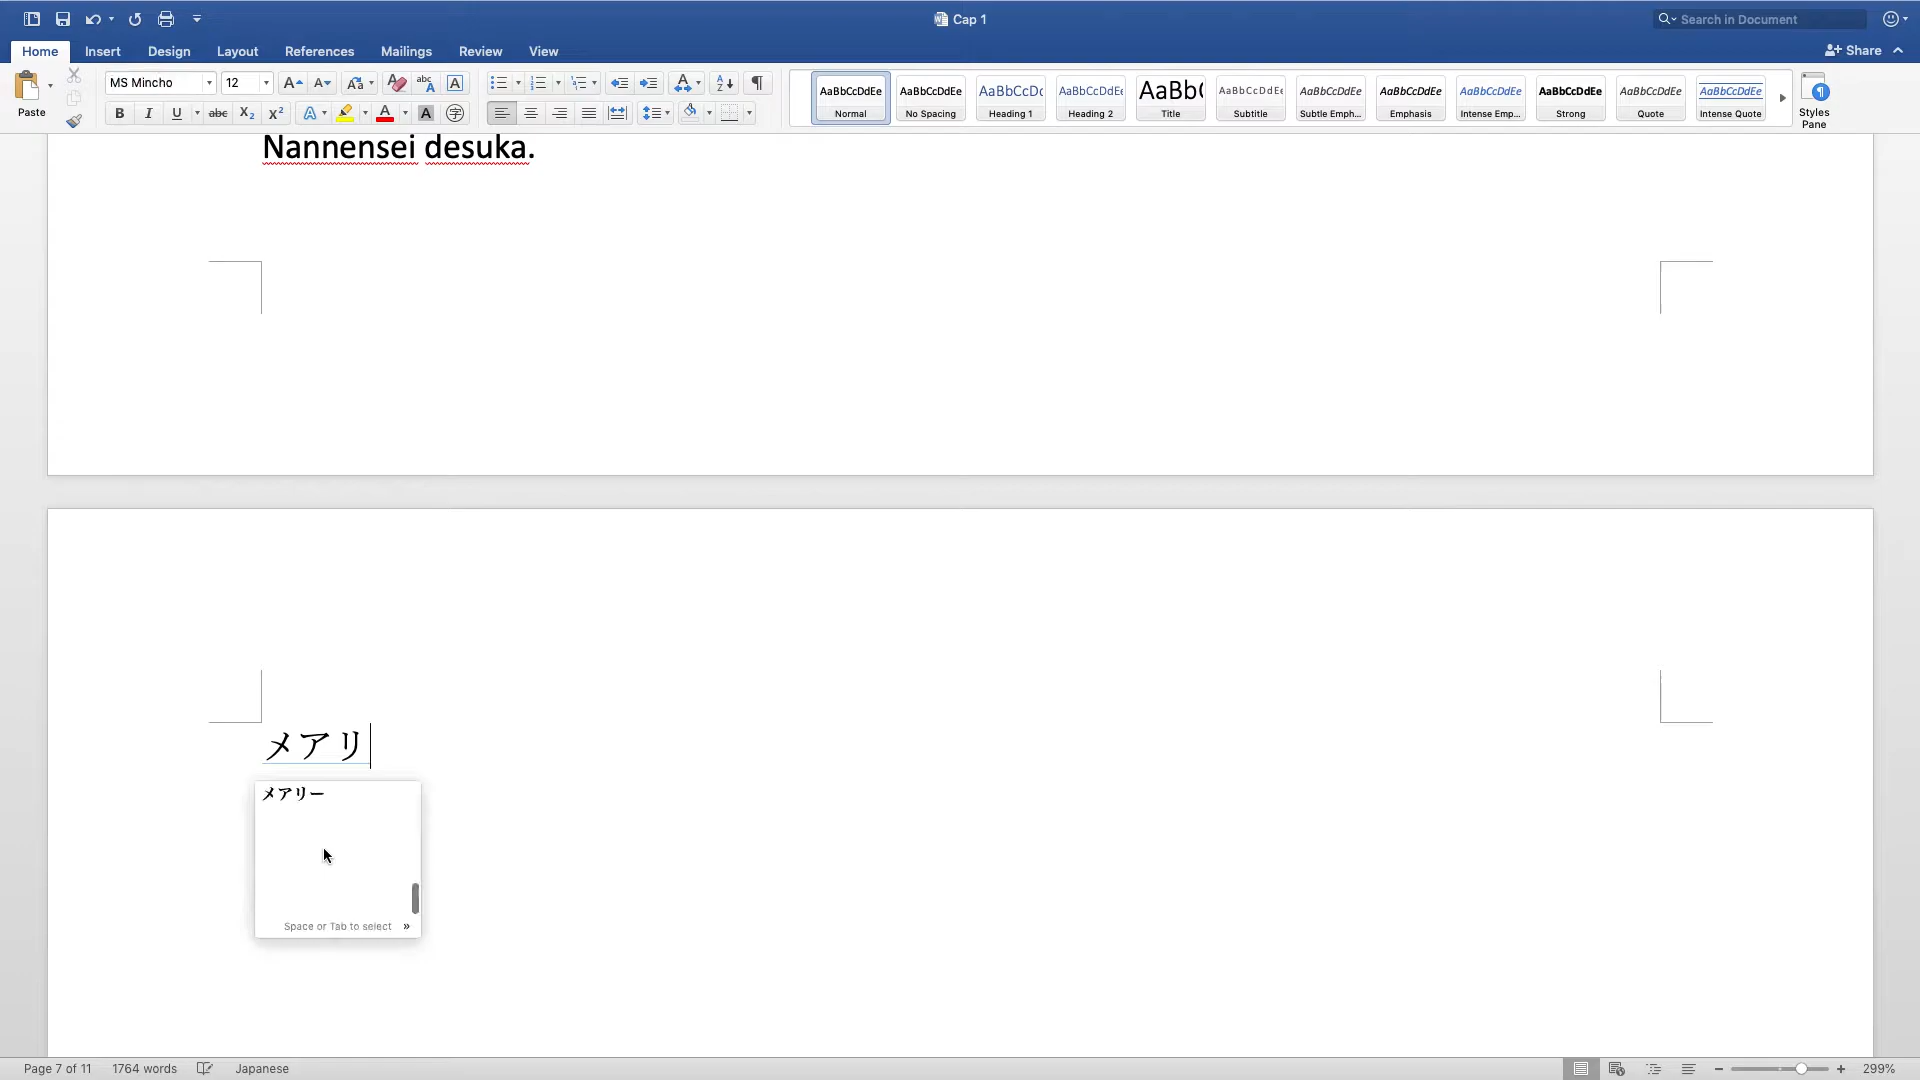 Cap 1
Search in Document
Home Insert Design Layout References Mailings Review View
Share
Paste
MS Mincho 12
AaBbCcDdEe AaBbCcDdEe AaBbCcDc AaBbCcDdEe AaBb( AaBbCcDdEe AaBbCcDdEe AaBbCcDdEe AaBbCcDdEe AaBbCcDdEe AaBbCcDdEe AaBbCcDdEe
Normal No Spacing Heading 1 Heading 2 Title Subtitle Subtle Emph... Emphasis Intense Emp... Strong Quote Intense Quote
Styles
Pane
Nannensei desuka.
メアリ
メアリー
Space or Tab to select »
Page 7 of 11 1764 words Japanese 299%